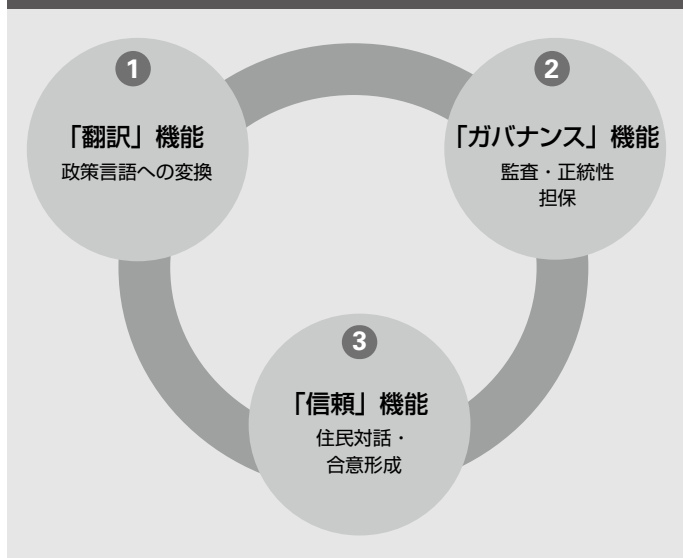 1
「翻訳」機能
政策言語への変換
2
「ガバナンス」機能
監査・正統性
担保
3
「信頼」機能
住民対話・
合意形成